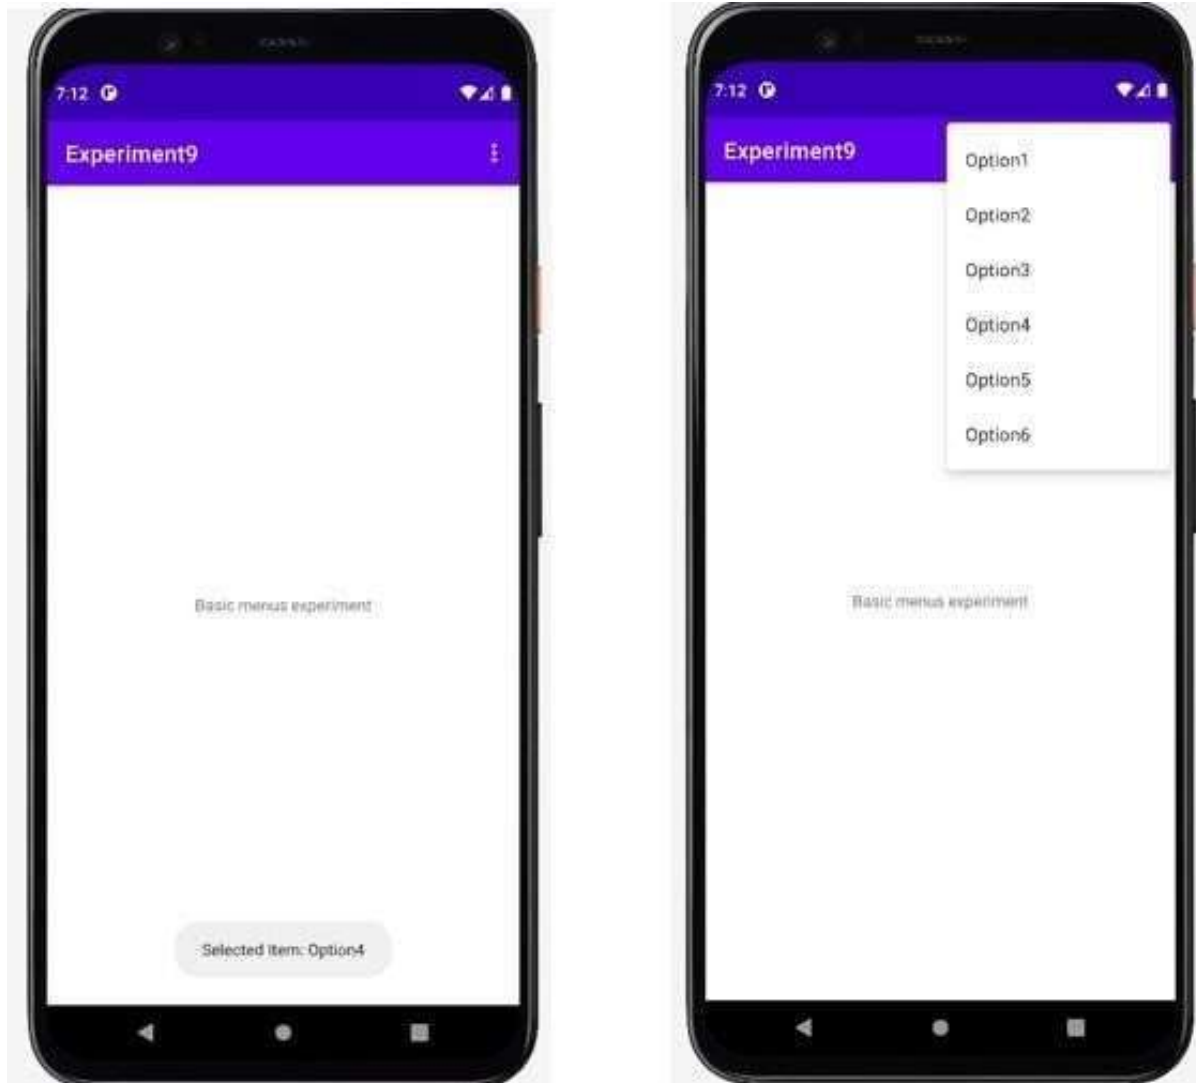 7:12
Experiment9
Basic menus experiment
Selected Item: Option4
7:12
Experiment9
Option1
Option2
Option3
Option4
Option5
Option6
Basic menus experiment